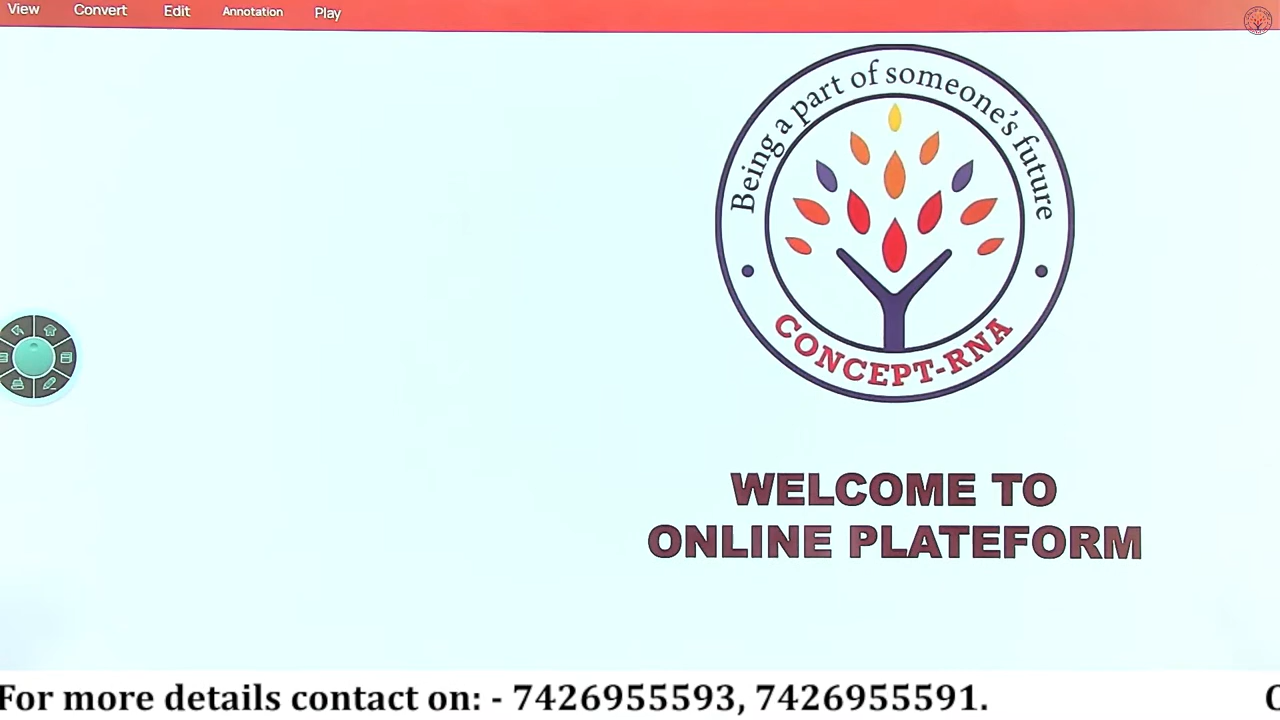 View Convert Edit Annotation Play
Being a part of someone's future
CONCEPT-RNA
WELCOME TO
ONLINE PLATEFORM
For more details contact on: - 7426955593, 7426955591.